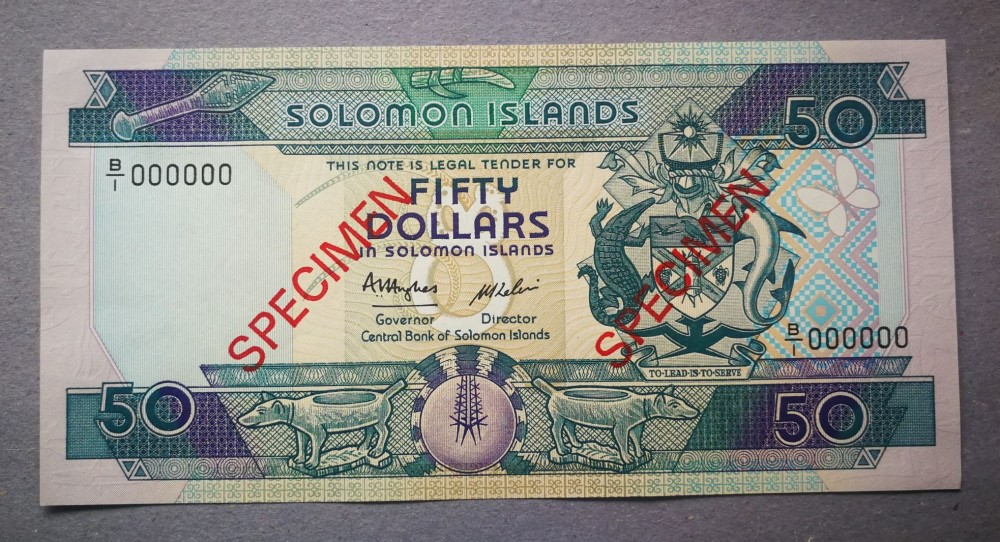 SOLOMON ISLANDS
50
B/1 000000
THIS NOTE IS LEGAL TENDER FOR
FIFTY
DOLLARS
IN SOLOMON ISLANDS
SPECIMEN
SPECIMEN
Governor Director
Central Bank of Solomon Islands
B/1 000000
TO·LEAD·IS·TO·SERVE
50
50